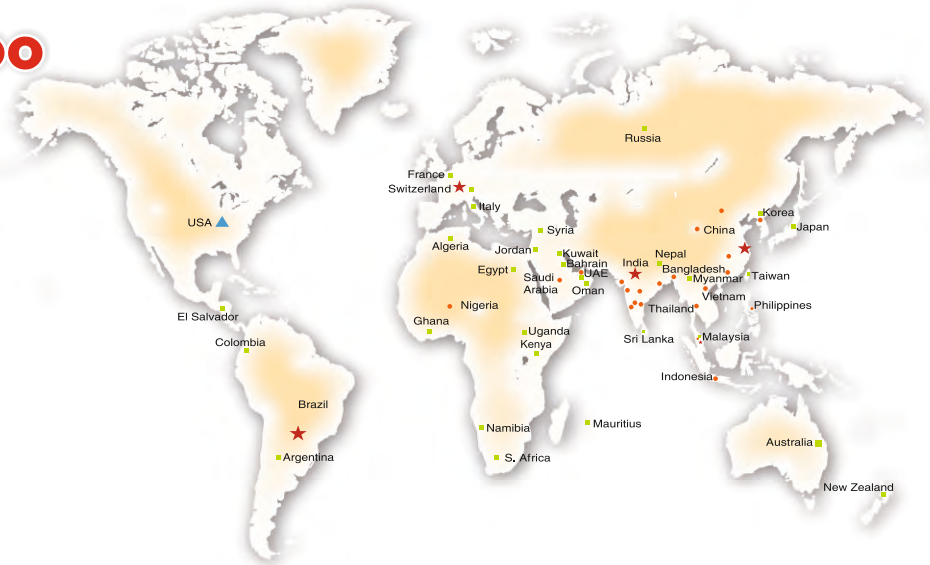 Russia
France
Switzerland
Italy
USA
China
Korea
Japan
Syria
Algeria
Jordan
Kuwait
Nepal
Bahrain
India
Egypt
Bangladesh
UAE
Saudi
Arabia
Myanmar
Taiwan
Oman
Vietnam
Nigeria
Thailand
Philippines
El Salvador
Ghana
Uganda
Sri Lanka
Malaysia
Colombia
Kenya
Indonesia
Brazil
Mauritius
Namibia
Australia
Argentina
S. Africa
New Zealand